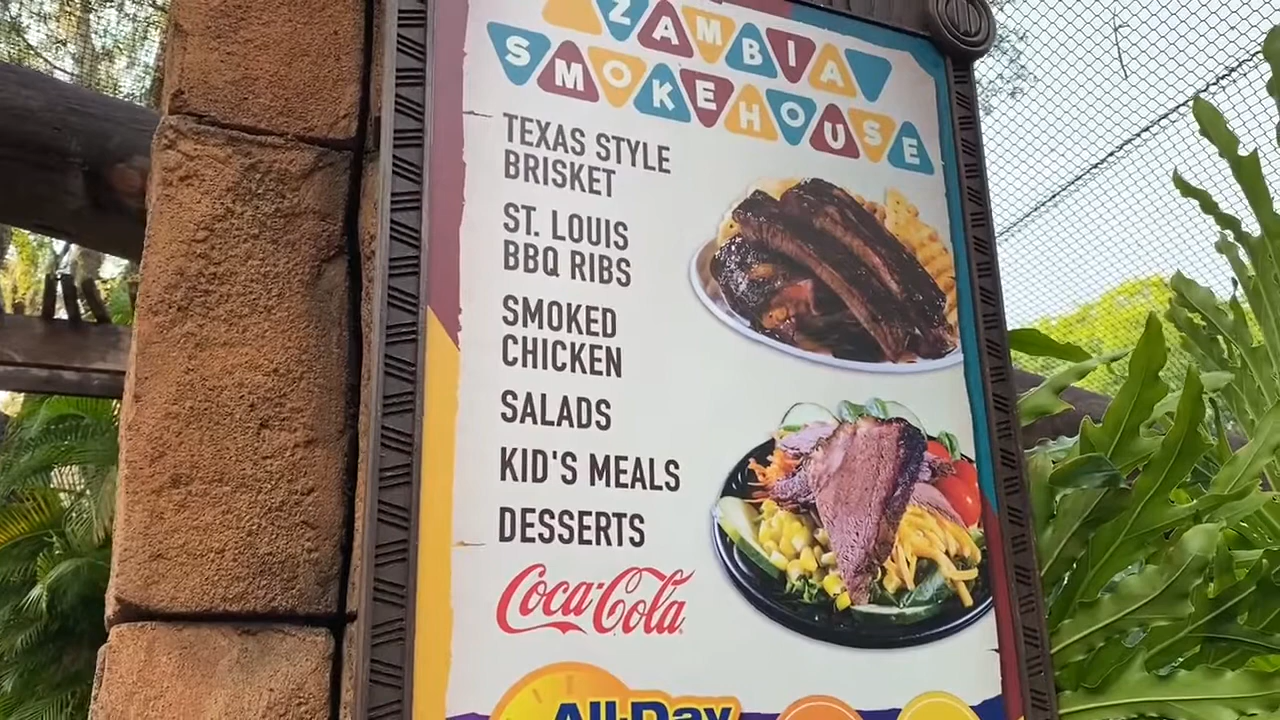 ZAMBIA
SMOKEHOUSE
TEXAS STYLE
BRISKET
ST. LOUIS
BBQ RIBS
SMOKED
CHICKEN
SALADS
KID'S MEALS
DESSERTS
Coca-Cola
All-Day